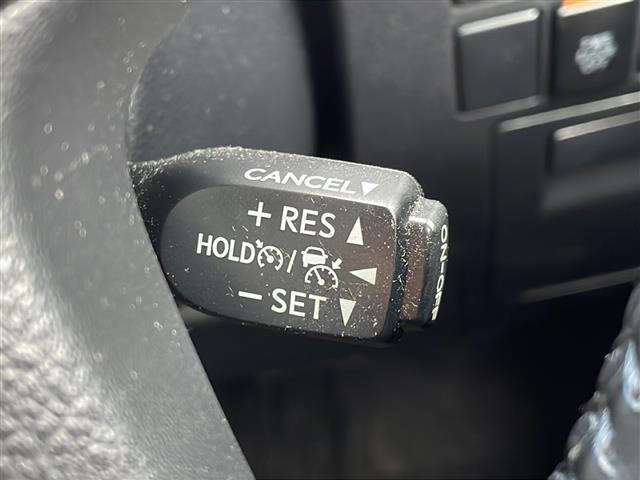 CANCEL
+ RES
HOLD /
− SET
ON-OFF